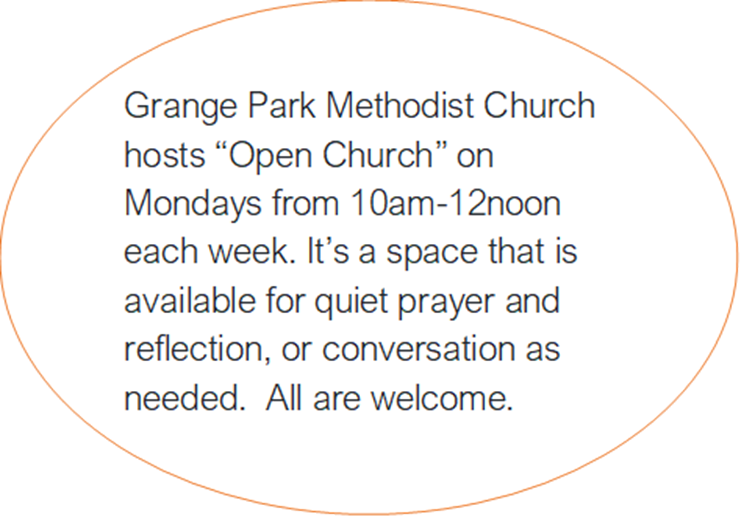 Grange Park Methodist Church
hosts “Open Church” on
Mondays from 10am-12noon
each week. It’s a space that is
available for quiet prayer and
reflection, or conversation as
needed.  All are welcome.